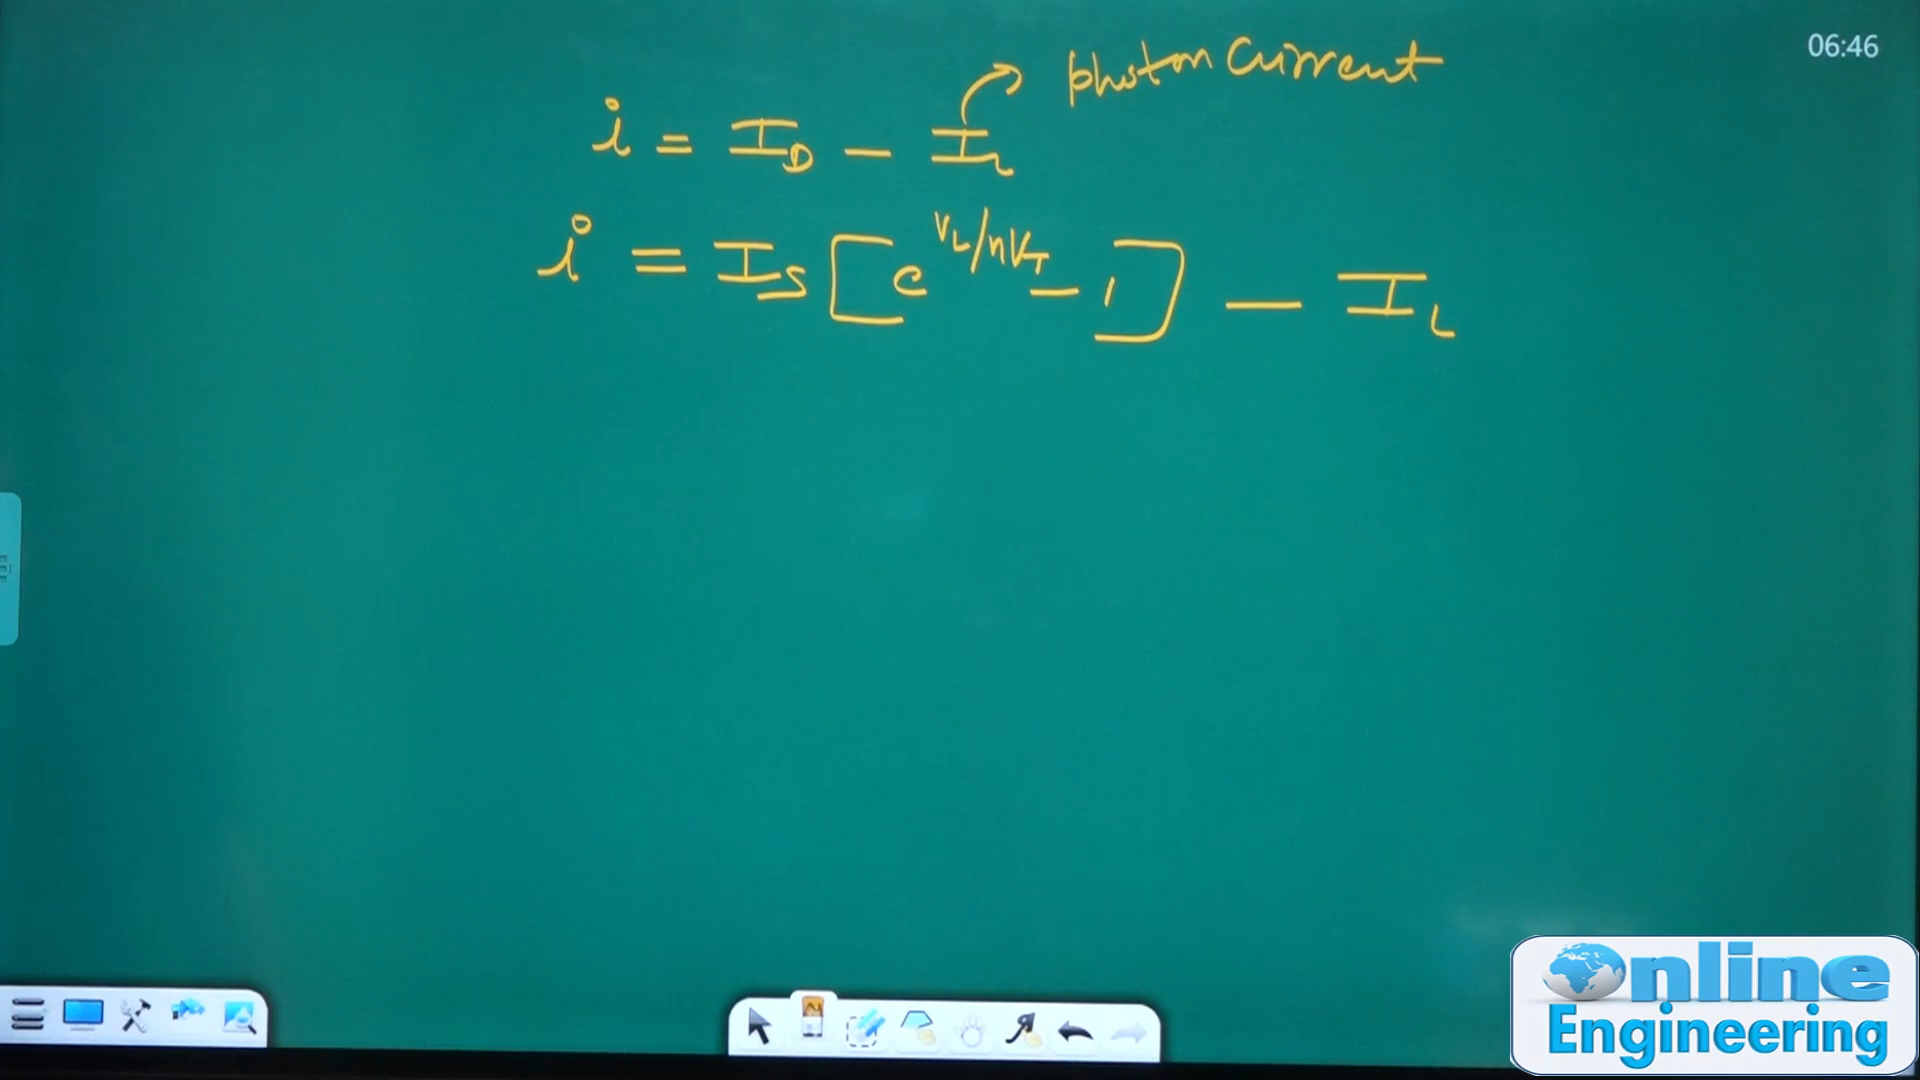 06:46
photon Current
i = I_D - I_L
i = I_S [e^{V_L/nV_T} - 1] - I_L
Online
Engineering